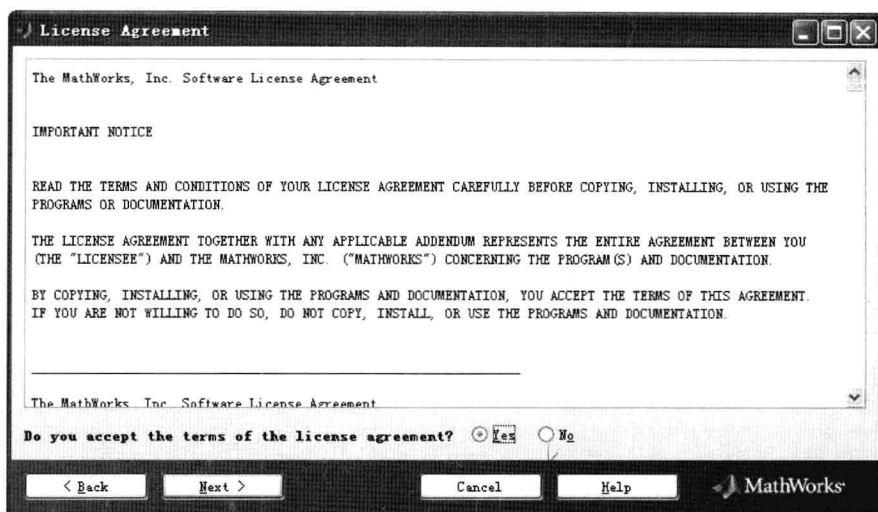 License Agreement
The MathWorks, Inc. Software License Agreement
IMPORTANT NOTICE
READ THE TERMS AND CONDITIONS OF YOUR LICENSE AGREEMENT CAREFULLY BEFORE COPYING, INSTALLING, OR USING THE
PROGRAMS OR DOCUMENTATION.
THE LICENSE AGREEMENT TOGETHER WITH ANY APPLICABLE ADDENDUM REPRESENTS THE ENTIRE AGREEMENT BETWEEN YOU
(THE "LICENSEE") AND THE MATHWORKS, INC. ("MATHWORKS") CONCERNING THE PROGRAM(S) AND DOCUMENTATION.
BY COPYING, INSTALLING, OR USING THE PROGRAMS AND DOCUMENTATION, YOU ACCEPT THE TERMS OF THIS AGREEMENT.
IF YOU ARE NOT WILLING TO DO SO, DO NOT COPY, INSTALL, OR USE THE PROGRAMS AND DOCUMENTATION.
The MathWorks, Inc. Software License Agreement
Do you accept the terms of the license agreement? Yes No
< Back Next > Cancel Help MathWorks